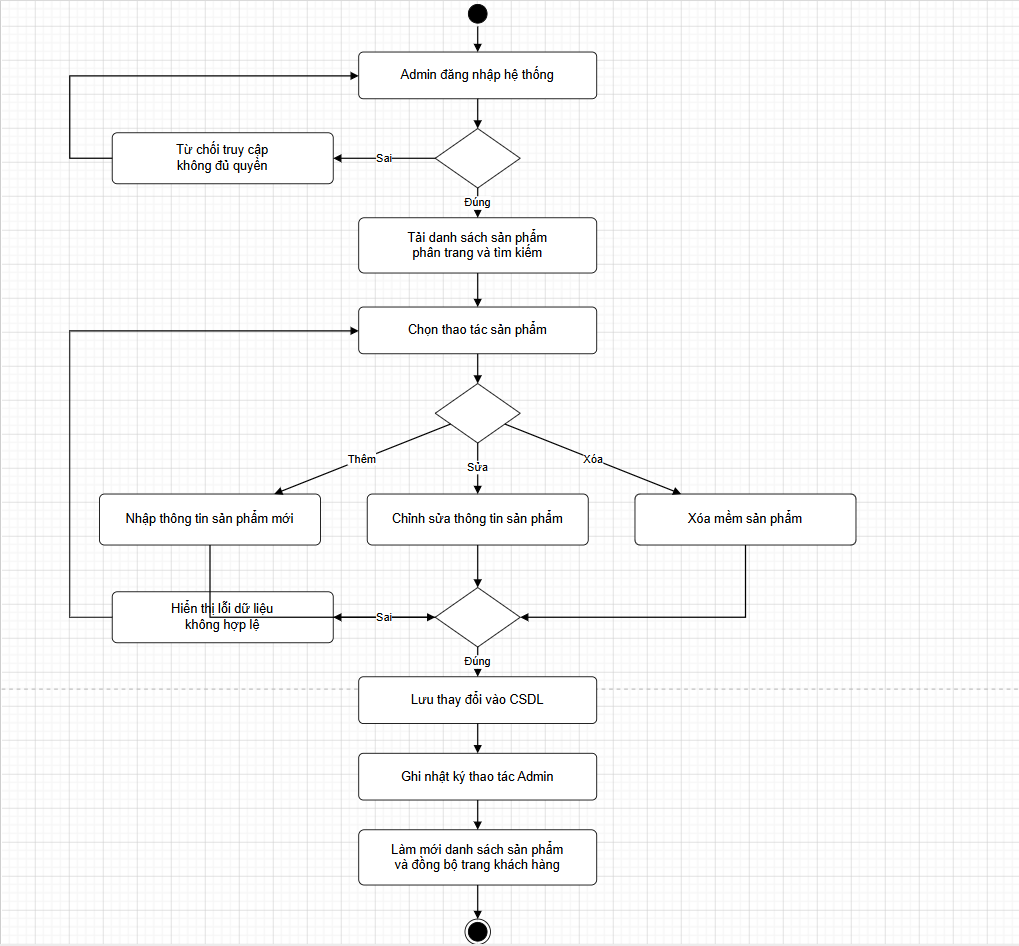 Admin đăng nhập hệ thống
Từ chối truy cập
không đủ quyền
Sai
Đúng
Tải danh sách sản phẩm
phân trang và tìm kiếm
Chọn thao tác sản phẩm
Thêm
Sửa
Xóa
Nhập thông tin sản phẩm mới
Chỉnh sửa thông tin sản phẩm
Xóa mềm sản phẩm
Hiển thị lỗi dữ liệu
không hợp lệ
Sai
Đúng
Lưu thay đổi vào CSDL
Ghi nhật ký thao tác Admin
Làm mới danh sách sản phẩm
và đồng bộ trang khách hàng